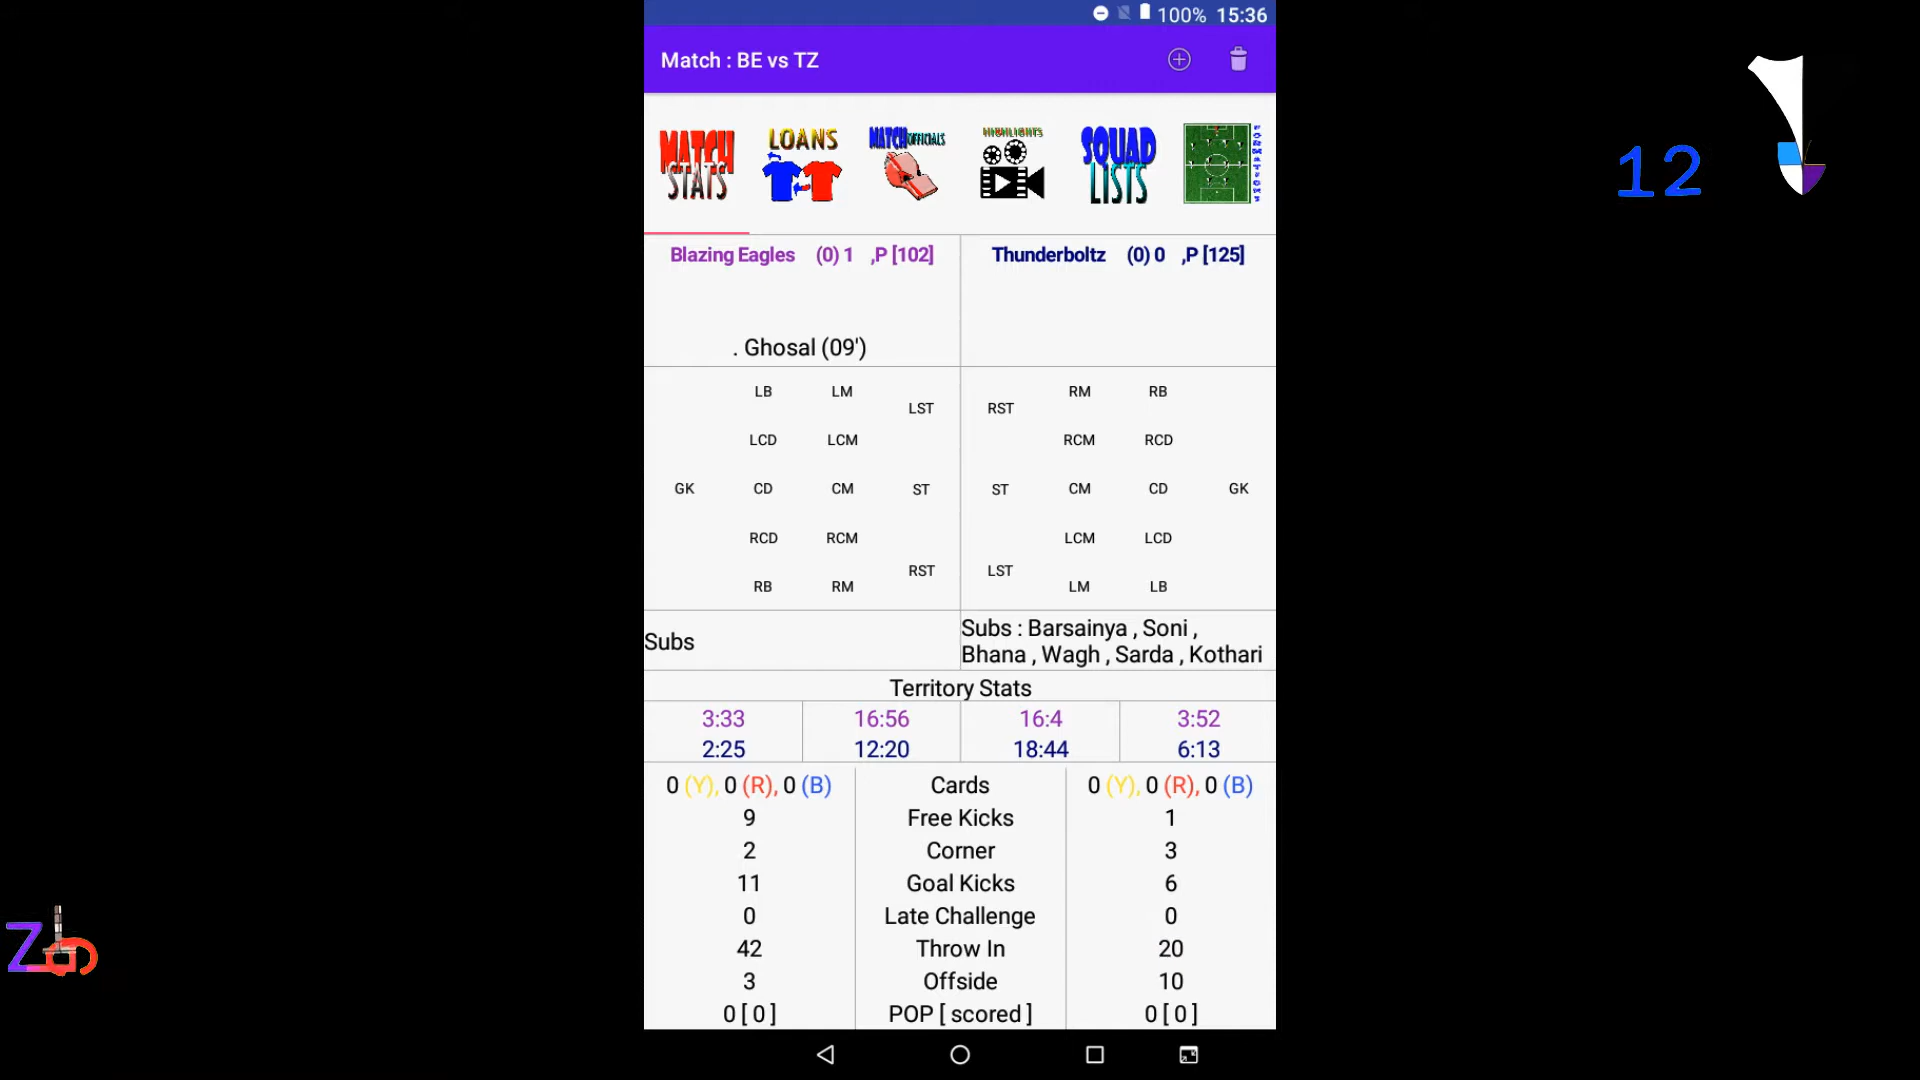 100% 15:36
Match : BE vs TZ
MATCH STATS
LOANS
MATCH OFFICIALS
HIGHLIGHTS
SQUAD LISTS
FORMATIONS
12
Blazing Eagles (0) 1 ,P [102]
Thunderboltz (0) 0 ,P [125]
. Ghosal (09')
LB LM RM RB
LST RST
LCD LCM RCM RCD
GK CD CM ST ST CM CD GK
RCD RCM LCM LCD
RST LST
RB RM LM LB
Subs
Subs : Barsainya , Soni ,
Bhana , Wagh , Sarda , Kothari
Territory Stats
3:33 16:56 16:4 3:52
2:25 12:20 18:44 6:13
0 (Y), 0 (R), 0 (B) Cards 0 (Y), 0 (R), 0 (B)
9 Free Kicks 1
2 Corner 3
11 Goal Kicks 6
0 Late Challenge 0
42 Throw In 20
3 Offside 10
0 [ 0 ] POP [ scored ] 0 [ 0 ]